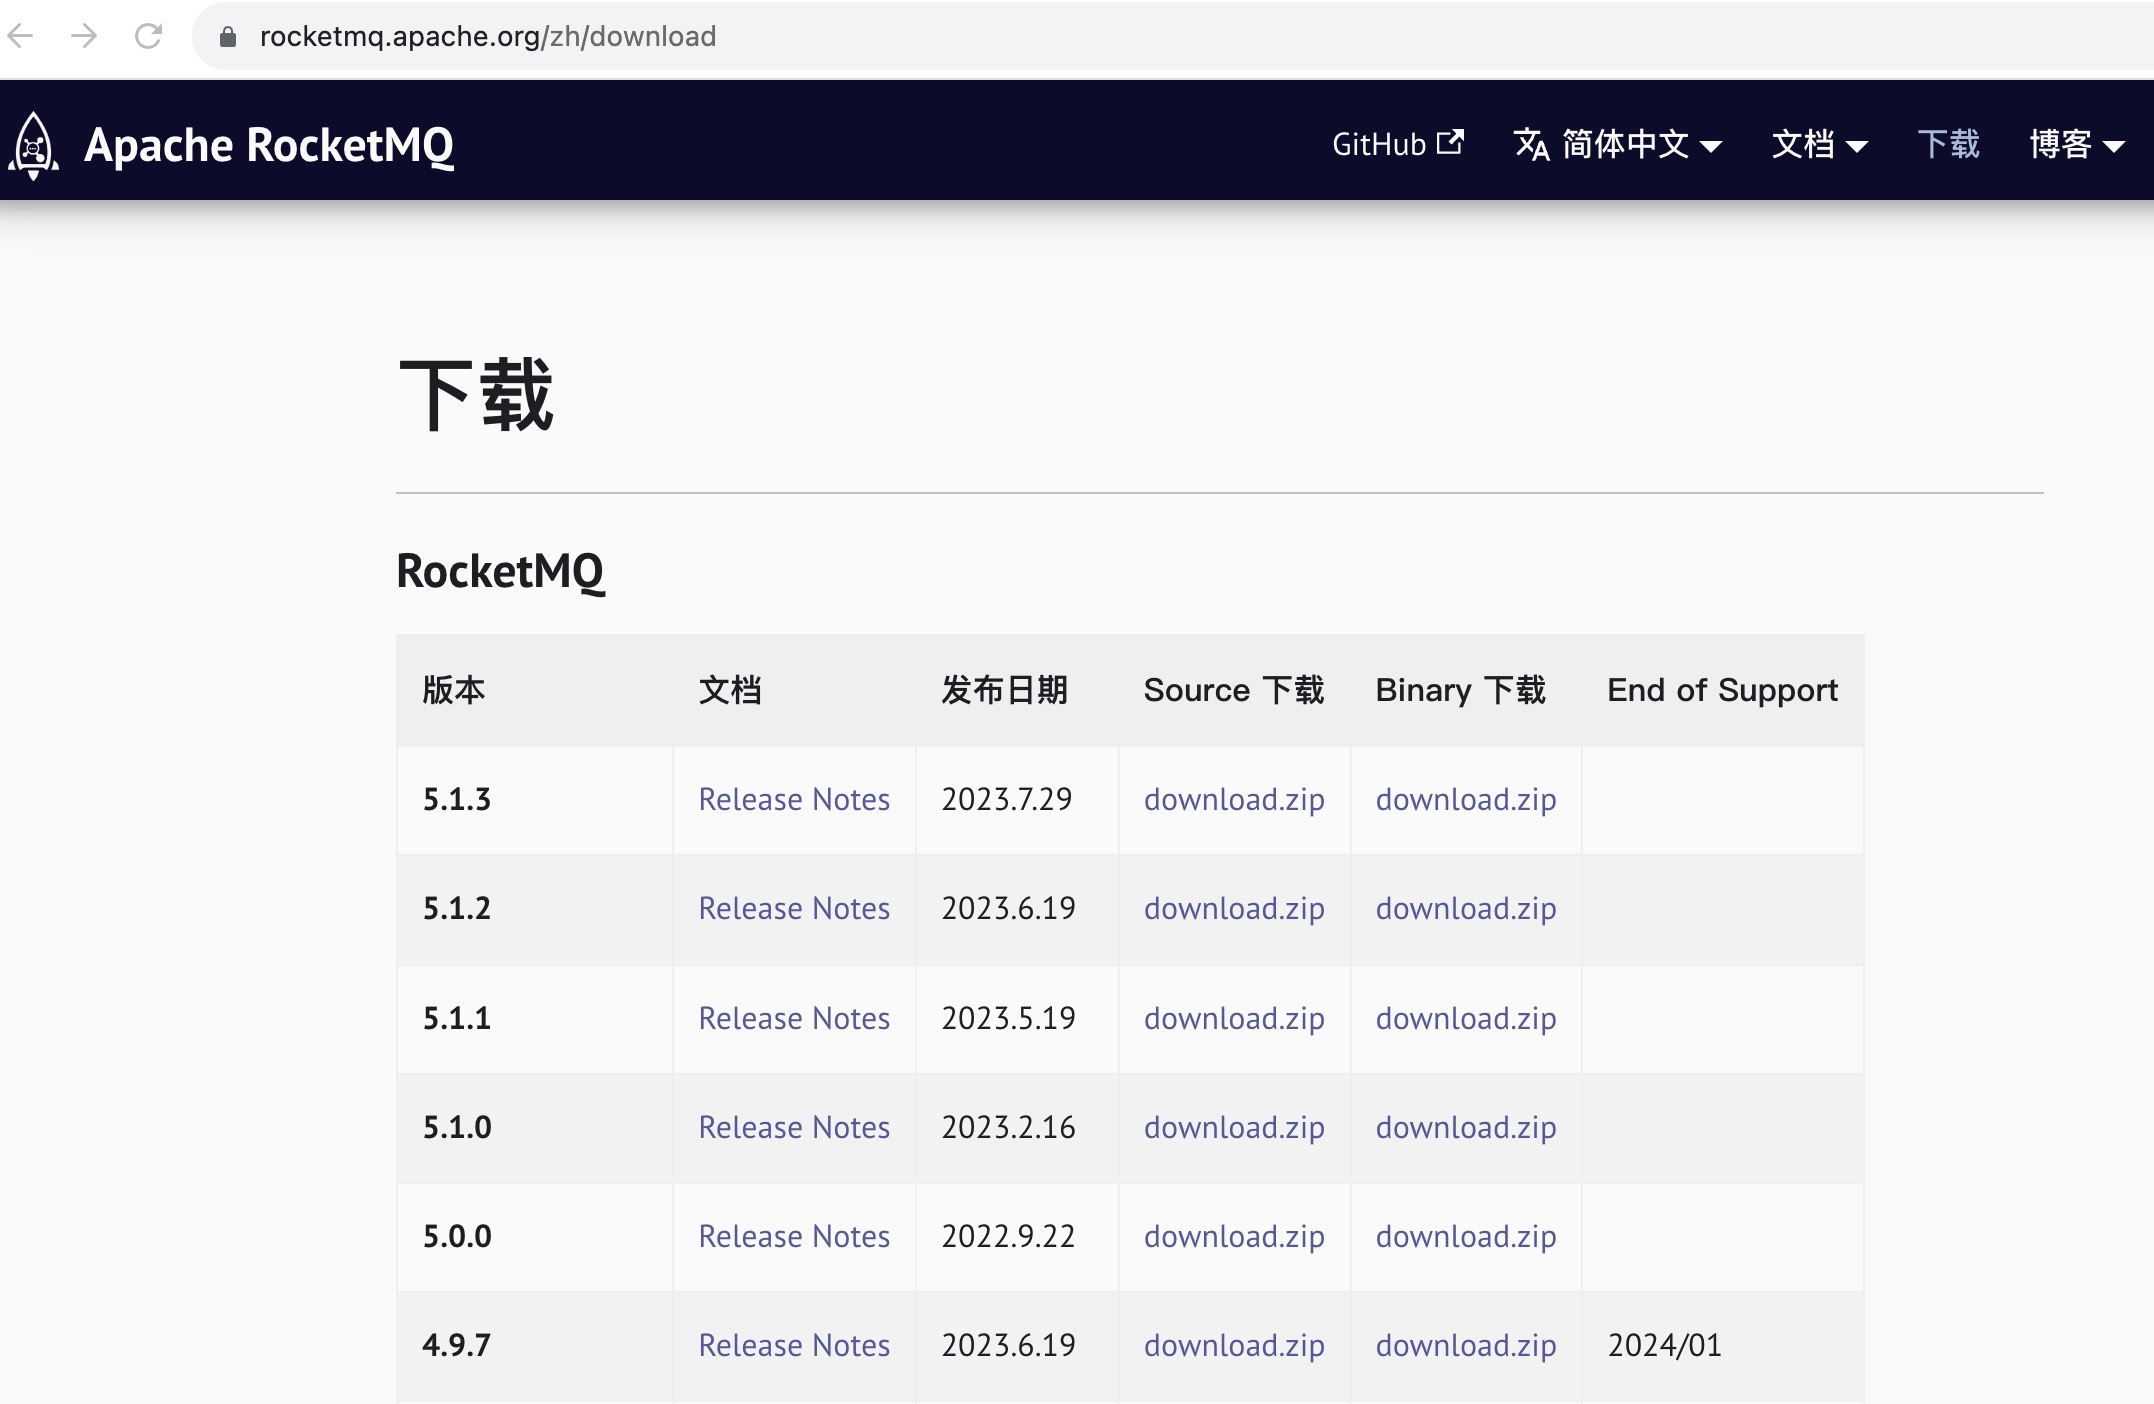 rocketmq.apache.org/zh/download
Apache RocketMQ GitHub 简体中文 文档 下载 博客
下载
RocketMQ
版本 文档 发布日期 Source 下载 Binary 下载 End of Support
5.1.3 Release Notes 2023.7.29 download.zip download.zip
5.1.2 Release Notes 2023.6.19 download.zip download.zip
5.1.1 Release Notes 2023.5.19 download.zip download.zip
5.1.0 Release Notes 2023.2.16 download.zip download.zip
5.0.0 Release Notes 2022.9.22 download.zip download.zip
4.9.7 Release Notes 2023.6.19 download.zip download.zip 2024/01